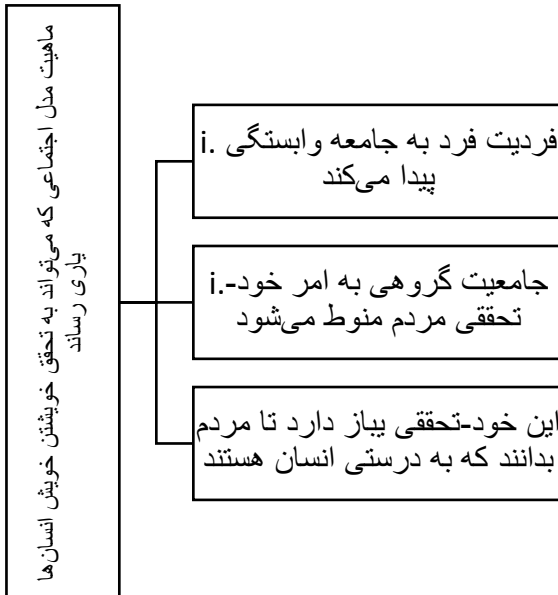 ماهیت مدل اجتماعی که می‌تواند به تحقق خویشتن خویش انسان‌ها
یاری رساند
i. فردیت فرد به جامعه وابستگی
پیدا می‌کند
i.-جامعیت گروهی به امر خود
تحققی مردم منوط می‌شود
این خود-تحققی یباز دارد تا مردم
بدانند که به درستی انسان هستند